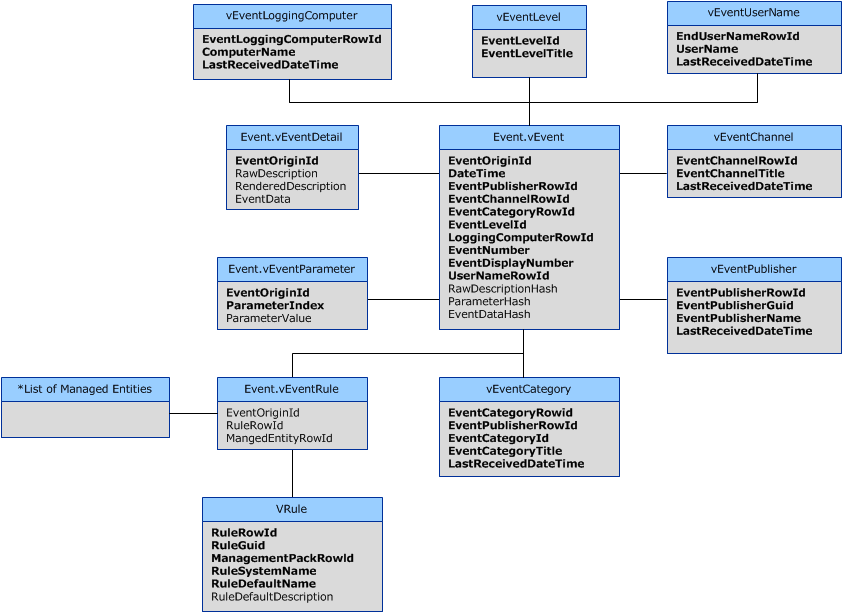 vEventLoggingComputer
EventLoggingComputerRowId
ComputerName
LastReceivedDateTime
vEventLevel
EventLevelId
EventLevelTitle
vEventUserName
EndUserNameRowId
UserName
LastReceivedDateTime
Event.vEventDetail
EventOriginId
RawDescription
RenderedDescription
EventData
Event.vEvent
EventOriginId
DateTime
EventPublisherRowId
EventChannelRowId
EventCategoryRowId
EventLevelId
LoggingComputerRowId
EventNumber
EventDisplayNumber
UserNameRowId
RawDescriptionHash
ParameterHash
EventDataHash
vEventChannel
EventChannelRowId
EventChannelTitle
LastReceivedDateTime
Event.vEventParameter
EventOriginId
ParameterIndex
ParameterValue
vEventPublisher
EventPublisherRowId
EventPublisherGuid
EventPublisherName
LastReceivedDateTime
*List of Managed Entities
Event.vEventRule
EventOriginId
RuleRowId
MangedEntityRowId
vEventCategory
EventCategoryRowid
EventPublisherRowId
EventCategoryId
EventCategoryTitle
LastReceivedDateTime
VRule
RuleRowId
RuleGuid
ManagementPackRowId
RuleSystemName
RuleDefaultName
RuleDefaultDescription